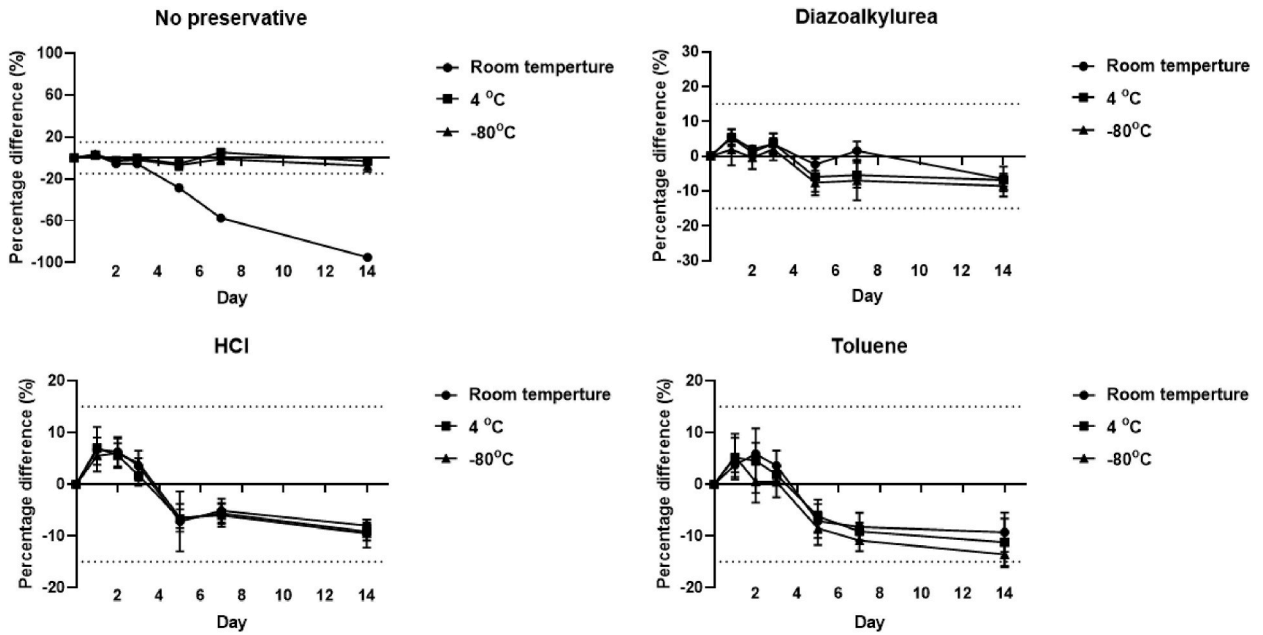 No preservative
Percentage difference (%)
100
60
20
-20
-60
-100
2 4 6 8 10 12 14
Day
Room temperture
4 °C
-80°C
Diazoalkylurea
Percentage difference (%)
30
20
10
0
-10
-20
-30
2 4 6 8 10 12 14
Day
Room temperture
4 °C
-80°C
HCl
Percentage difference (%)
20
10
0
-10
-20
2 4 6 8 10 12 14
Day
Room temperture
4 °C
-80°C
Toluene
Percentage difference (%)
20
10
0
-10
-20
2 4 6 8 10 12 14
Day
Room temperture
4 °C
-80°C